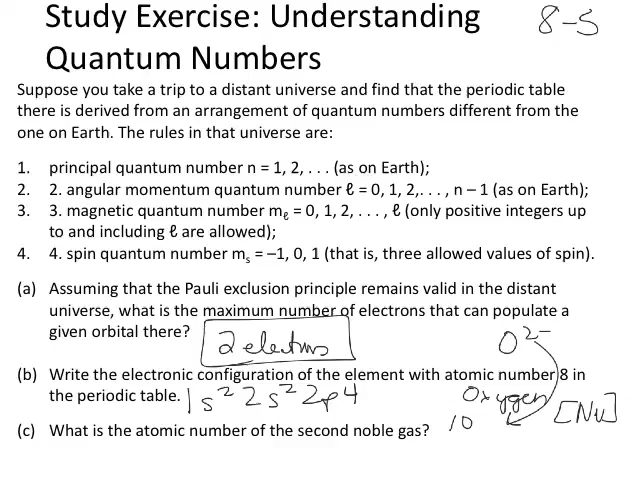 Study Exercise: Understanding 8-5
Quantum Numbers
Suppose you take a trip to a distant universe and find that the periodic table
there is derived from an arrangement of quantum numbers different from the
one on Earth. The rules in that universe are:
1. principal quantum number n = 1, 2, . . . (as on Earth);
2. 2. angular momentum quantum number ℓ = 0, 1, 2,. . . , n – 1 (as on Earth);
3. 3. magnetic quantum number mℓ = 0, 1, 2, . . . , ℓ (only positive integers up
to and including ℓ are allowed);
4. 4. spin quantum number ms = –1, 0, 1 (that is, three allowed values of spin).
(a) Assuming that the Pauli exclusion principle remains valid in the distant
universe, what is the maximum number of electrons that can populate a
given orbital there?
2 electrons O2-
(b) Write the electronic configuration of the element with atomic number 8 in
the periodic table. 1s2 2s2 2p4 Oxygen
(c) What is the atomic number of the second noble gas? 10